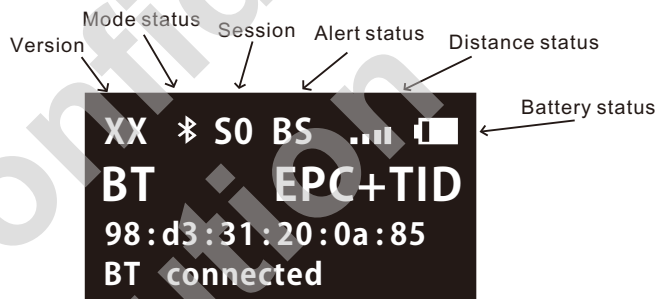 Mode status
Version
Session
Alert status
Distance status
Battery status
XX S0 BS
BT EPC+TID
98:d3:31:20:0a:85
BT connected